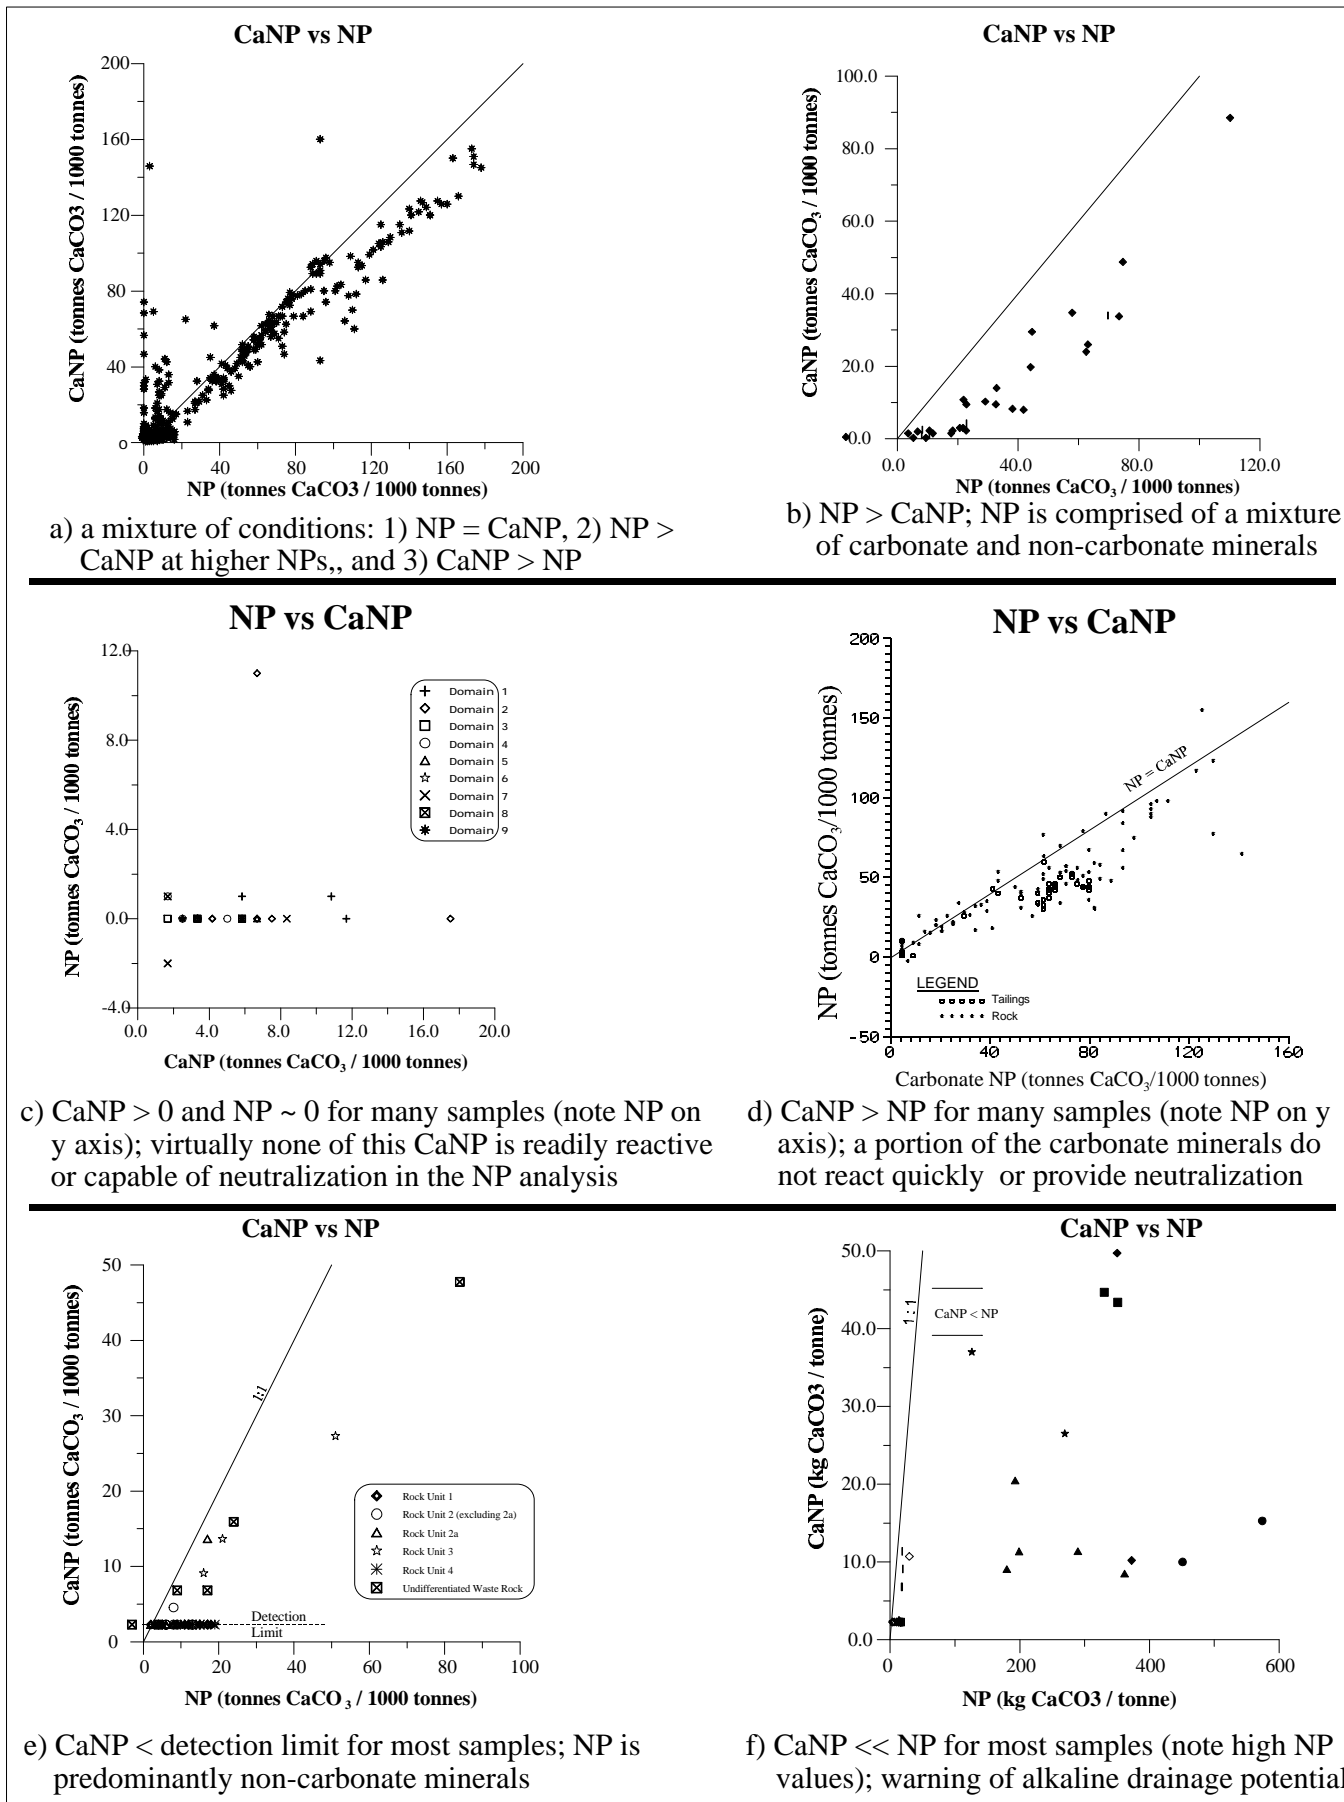 CaNP vs NP
CaNP (tonnes CaCO3 / 1000 tonnes)
200
160
120
80
40
0
0 40 80 120 160 200
NP (tonnes CaCO3 / 1000 tonnes)
a) a mixture of conditions: 1) NP = CaNP, 2) NP >
CaNP at higher NPs,, and 3) CaNP > NP
CaNP vs NP
CaNP (tonnes CaCO3 / 1000 tonnes)
100.0
80.0
60.0
40.0
20.0
0.0
0.0 40.0 80.0 120.0
NP (tonnes CaCO3 / 1000 tonnes)
b) NP > CaNP; NP is comprised of a mixture
of carbonate and non-carbonate minerals
NP vs CaNP
NP (tonnes CaCO3 / 1000 tonnes)
12.0
8.0
4.0
0.0
-4.0
0.0 4.0 8.0 12.0 16.0 20.0
CaNP (tonnes CaCO3 / 1000 tonnes)
Domain 1
Domain 2
Domain 3
Domain 4
Domain 5
Domain 6
Domain 7
Domain 8
Domain 9
c) CaNP > 0 and NP ~ 0 for many samples (note NP on
y axis); virtually none of this CaNP is readily reactive
or capable of neutralization in the NP analysis
NP vs CaNP
NP (tonnes CaCO3/1000 tonnes)
200
150
100
50
0
-50
0 40 80 120 160
NP = CaNP
LEGEND
Tailings
Rock
Carbonate NP (tonnes CaCO3/1000 tonnes)
d) CaNP > NP for many samples (note NP on y
axis); a portion of the carbonate minerals do
not react quickly or provide neutralization
CaNP vs NP
CaNP (tonnes CaCO3 / 1000 tonnes)
50
40
30
20
10
0
0 20 40 60 80 100
1:1
Rock Unit 1
Rock Unit 2 (excluding 2a)
Rock Unit 2a
Rock Unit 3
Rock Unit 4
Undifferentiated Waste Rock
Detection
Limit
NP (tonnes CaCO3 / 1000 tonnes)
e) CaNP < detection limit for most samples; NP is
predominantly non-carbonate minerals
CaNP vs NP
CaNP (kg CaCO3 / tonne)
50.0
40.0
30.0
20.0
10.0
0.0
0 200 400 600
1:1
CaNP < NP
NP (kg CaCO3 / tonne)
f) CaNP << NP for most samples (note high NP
values); warning of alkaline drainage potential